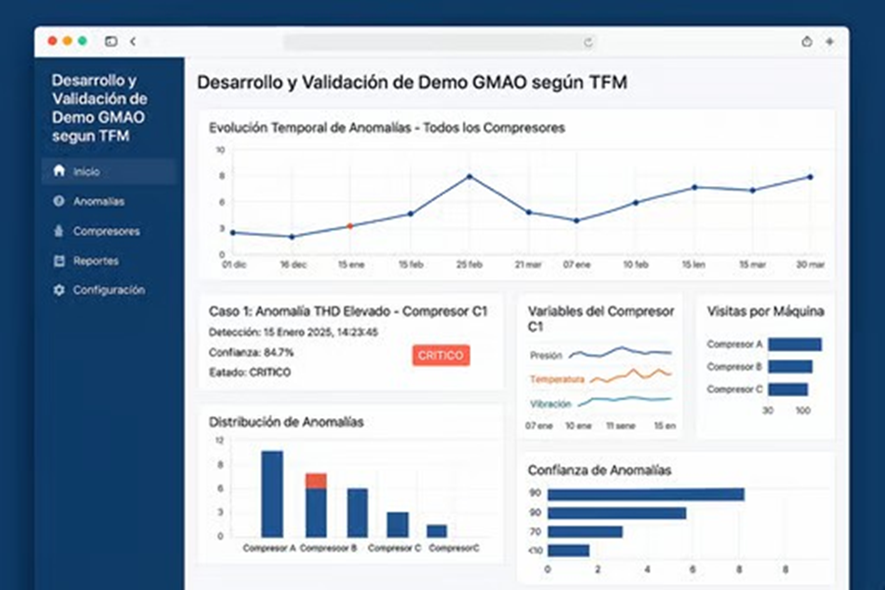 Desarrollo y
Validación de
Demo GMAO
segun TFM
Inicio
Anomalías
Compresores
Reportes
Configuración
Desarrollo y Validación de Demo GMAO según TFM
Evolución Temporal de Anomalías - Todos los Compresores
10
8
6
3
0
01 dic 16 dec 15 ene 15 feb 25 feb 21 mar 07 ene 10 feb 15 len 15 mar 30 mar
Caso 1: Anomalía THD Elevado - Compresor C1
Detección: 15 Enero 2025, 14:23:45
Confianza: 84.7%
CRITICO
Eatado: CRITICO
Variables del Compresor
C1
Presión
Temperatura
Vibración
07 ene 10 ene 11 sene 15 en
Visitas por Máquina
Compresor A
Compresor B
Compresor C
30 100
Distribución de Anomalías
12
8
6
3
0
Compresor A Compresoor B Compresor C CompresorC
Confianza de Anomalías
90
90
70
<10
0 2 4 6 8 8